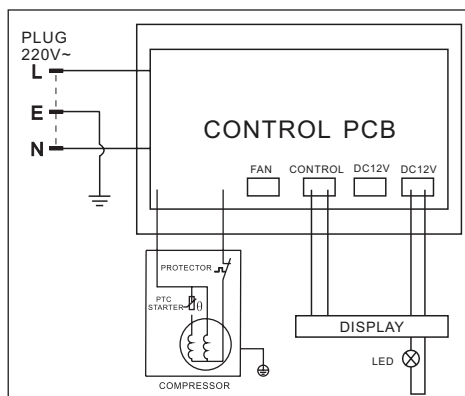 PLUG
220V~
L
E
N
CONTROL PCB
FAN CONTROL DC12V DC12V
PROTECTOR
PTC
STARTER
θ
COMPRESSOR
DISPLAY
LED